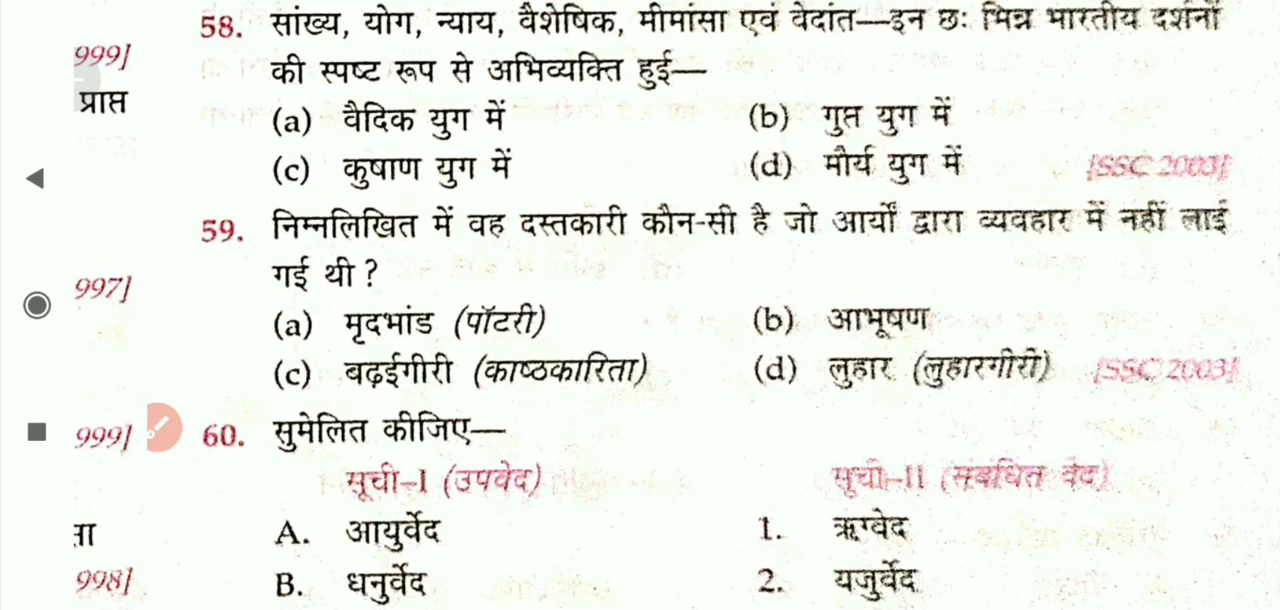 999]
प्राप्त
997]
999]
ता
998]
58. सांख्य, योग, न्याय, वैशेषिक, मीमांसा एवं वेदांत—इन छः भिन्न भारतीय दर्शनों
की स्पष्ट रूप से अभिव्यक्ति हुई—
(a) वैदिक युग में (b) गुप्त युग में
(c) कुषाण युग में (d) मौर्य युग में [SSC 2003]
59. निम्नलिखित में वह दस्तकारी कौन-सी है जो आर्यों द्वारा व्यवहार में नहीं लाई
गई थी ?
(a) मृदभांड (पॉटरी) (b) आभूषण
(c) बढ़ईगीरी (काष्ठकारिता) (d) लुहार (लुहारगीरी) [SSC 2003]
60. सुमेलित कीजिए—
सूची-I (उपवेद) सूची-II (संबंधित वेद)
A. आयुर्वेद 1. ऋग्वेद
B. धनुर्वेद 2. यजुर्वेद